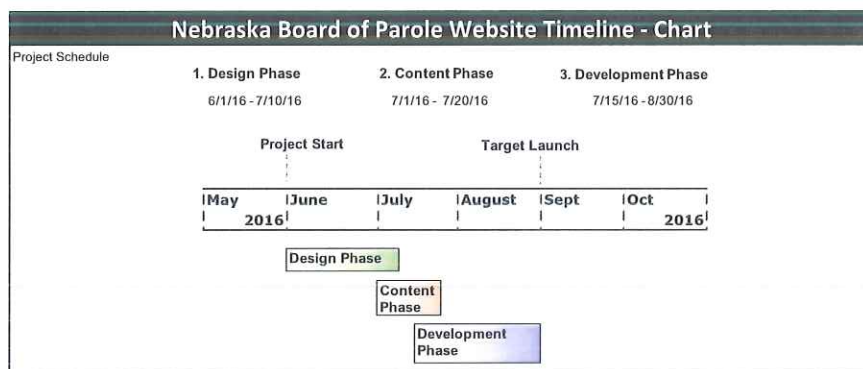 Nebraska Board of Parole Website Timeline - Chart
Project Schedule
1. Design Phase
2. Content Phase
3. Development Phase
6/1/16 - 7/10/16
7/1/16 - 7/20/16
7/15/16 - 8/30/16
Project Start
Target Launch
May
June
July
August
Sept
Oct
2016
2016
Design Phase
Content
Phase
Development
Phase